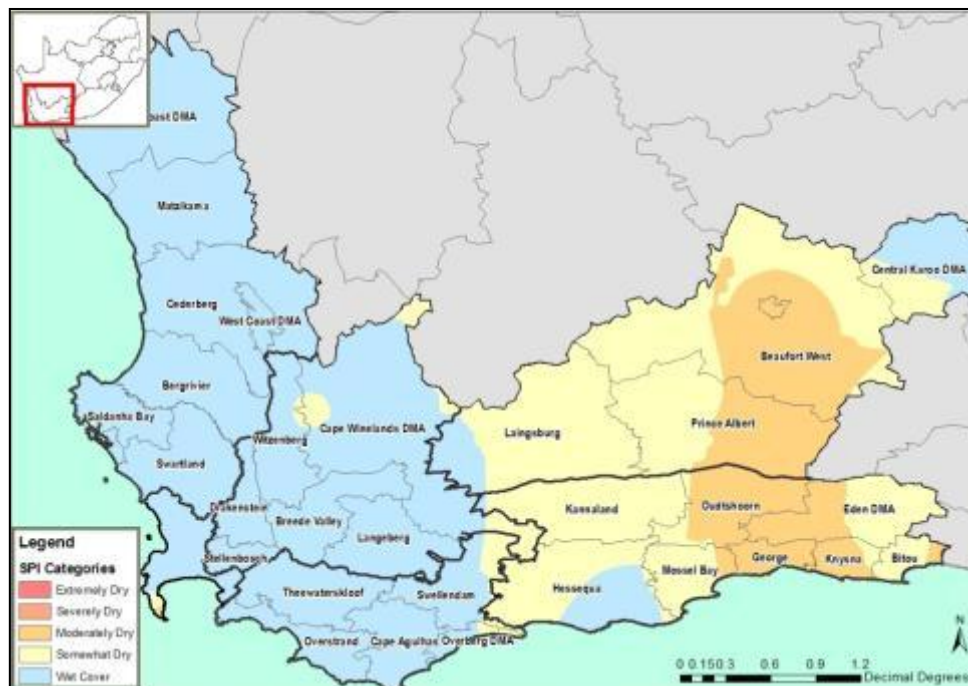 oast DMA
Matzikama
Cederberg
West Coast DMA
Bergrivier
Saldanha Bay
Swartland
Witzenberg
Cape Winelands DMA
Drakenstein
Breede Valley
Langeberg
Stellenbosch
Theewaterskloof
Swellendam
Overstrand
Cape Agulhas
Overberg DMA
Central Karoo DMA
Beaufort West
Laingsburg
Prince Albert
Kannaland
Oudtshoorn
Eden DMA
Hessequa
Mossel Bay
George
Knysna
Bitou
Legend
SPI Categories
Extremely Dry
Severely Dry
Moderately Dry
Somewhat Dry
Wet Cover
N
0 0.15 0.3 0.6 0.9 1.2
Decimal Degrees